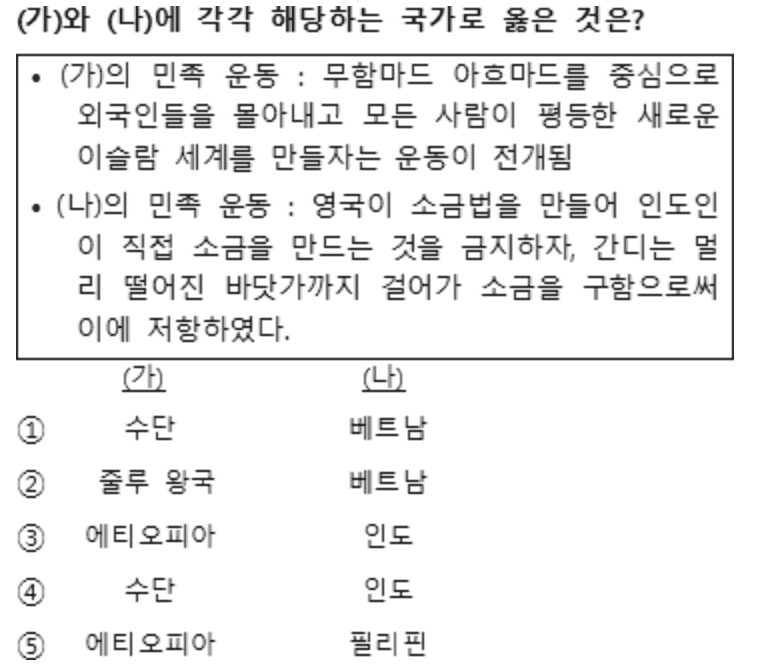 (가)와 (나)에 각각 해당하는 국가로 옳은 것은?
• (가)의 민족 운동 : 무함마드 아흐마드를 중심으로
외국인들을 몰아내고 모든 사람이 평등한 새로운
이슬람 세계를 만들자는 운동이 전개됨
• (나)의 민족 운동 : 영국이 소금법을 만들어 인도인
이 직접 소금을 만드는 것을 금지하자, 간디는 멀
리 떨어진 바닷가까지 걸어가 소금을 구함으로써
이에 저항하였다.
(가) (나)
① 수단 베트남
② 줄루 왕국 베트남
③ 에티오피아 인도
④ 수단 인도
⑤ 에티오피아 필리핀